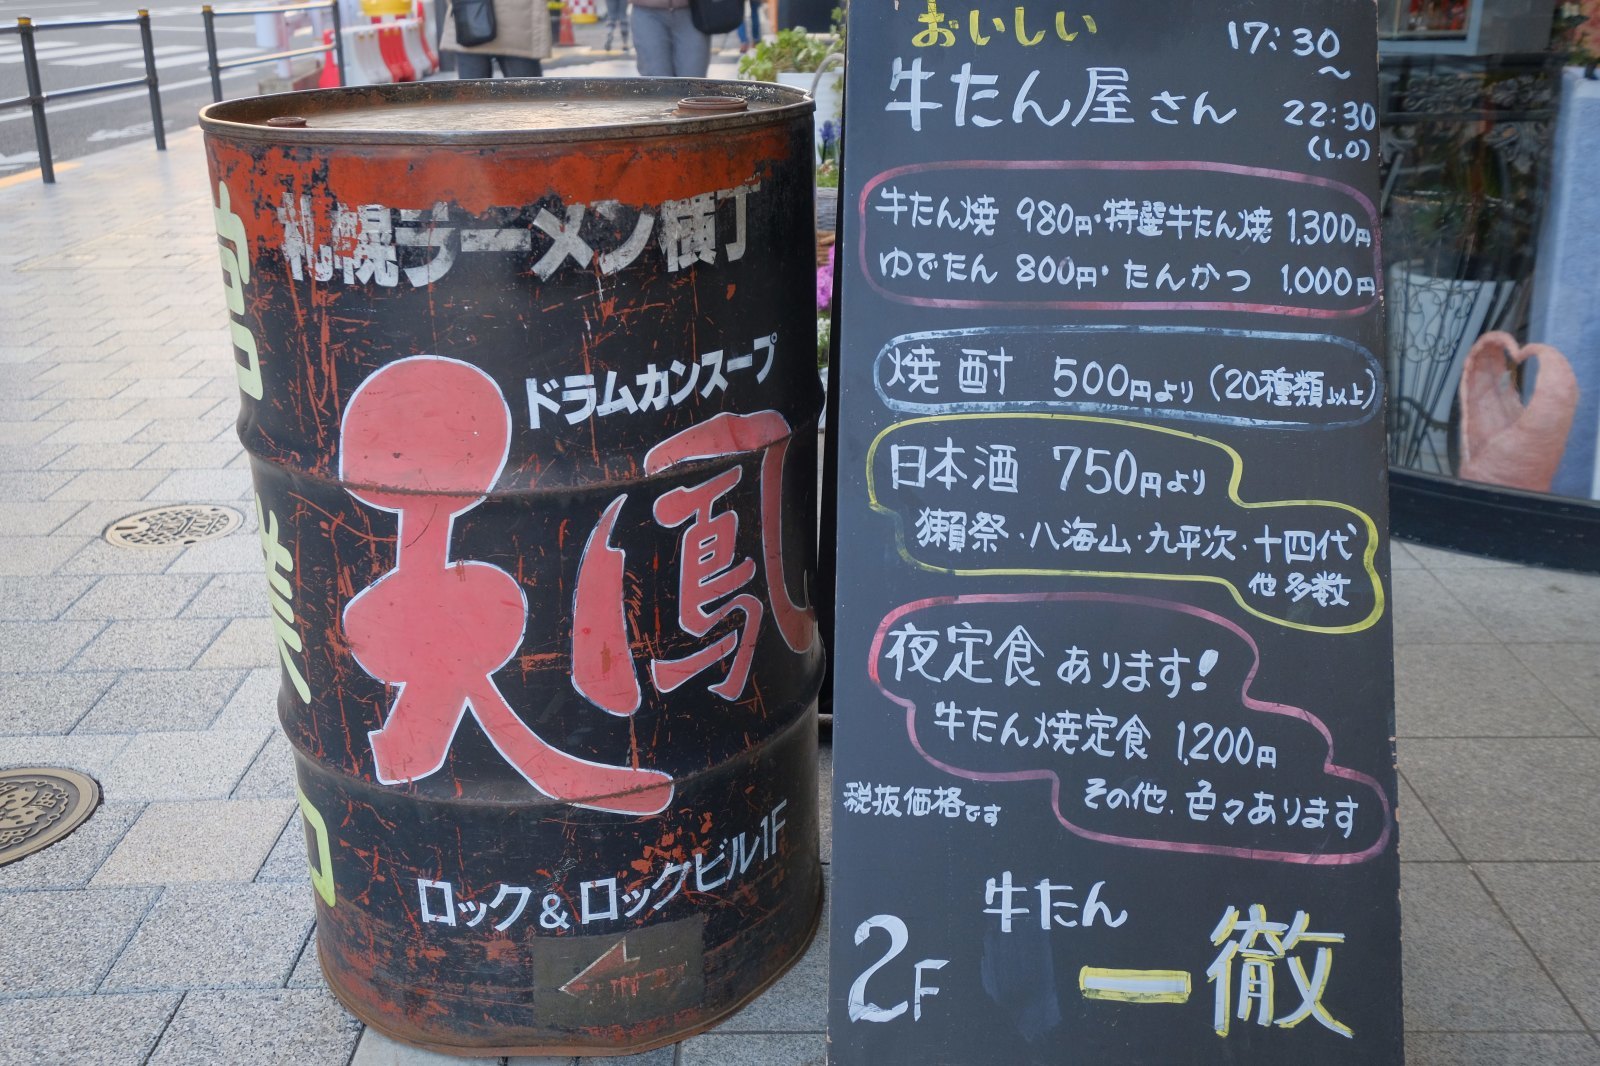 札幌ラーメン横丁
ドラムカンスープ
天鳳
ロック&ロックビル1F
営業中
おいしい
牛たん屋さん
17:30
〜
22:30
(L.O)
牛たん焼 980円・特選牛たん焼 1,300円
ゆでたん 800円・たんかつ 1,000円
焼酎 500円より (20種類以上)
日本酒 750円より
獺祭・八海山・九平次・十四代
他多数
夜定食あります!
牛たん焼定食 1,200円
その他、色々あります
税抜価格です
牛たん
2F 一徹